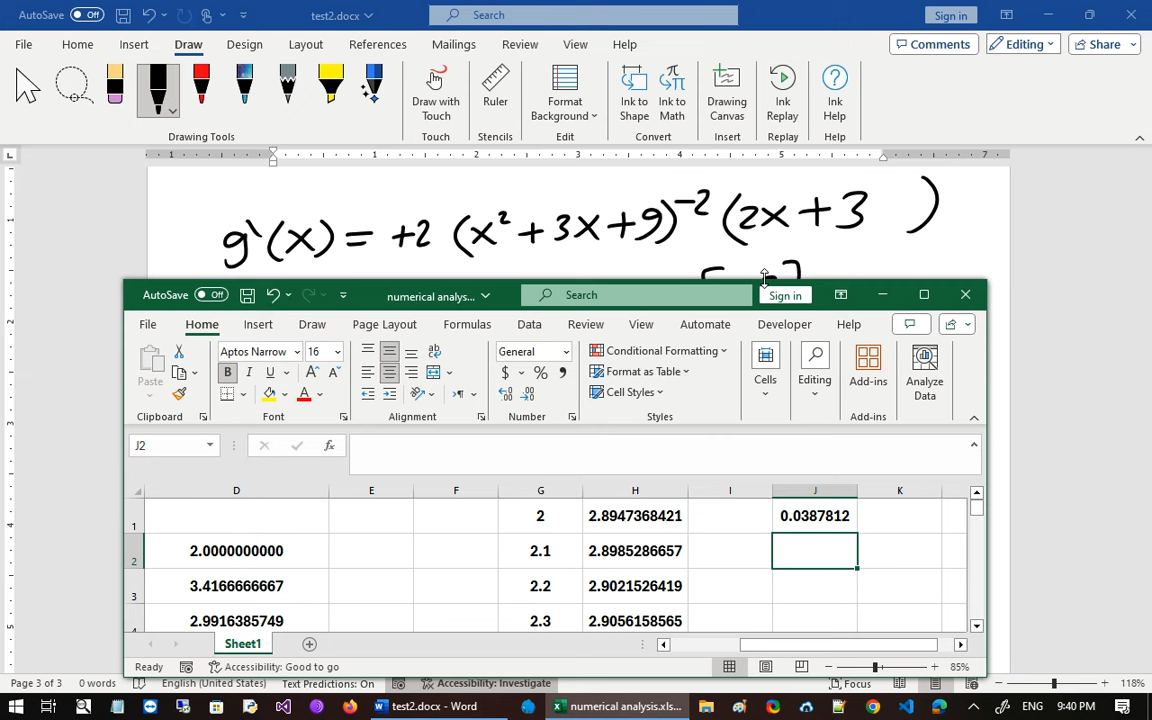 AutoSave Off test2.docx Search Sign in
File Home Insert Draw Design Layout References Mailings Review View Help Comments Editing Share
Draw with Touch Ruler Format Background Ink to Shape Ink to Math Drawing Canvas Ink Replay Ink Help
Drawing Tools Touch Stencils Edit Convert Insert Replay Help
1 1 2 3 4 5 7
g'(x) = +2 (x² + 3x + 9)⁻² (2x + 3 )
AutoSave Off numerical analys... Search Sign in
File Home Insert Draw Page Layout Formulas Data Review View Automate Developer Help
Paste Aptos Narrow 16 General Conditional Formatting Cells Editing Add-ins Analyze Data
B I U $ % Format as Table
Cell Styles
Clipboard Font Alignment Number Styles Add-ins
J2 fx
D E F G H I J K
1 2 2.8947368421 0.0387812
2 2.0000000000 2.1 2.8985286657
3 3.4166666667 2.2 2.9021526419
2.9916385749 2.3 2.9056158565
Sheet1
Ready Accessibility: Good to go 85%
Page 3 of 3 0 words English (United States) Text Predictions: On Accessibility: Investigate Focus 118%
test2.docx - Word numerical analysis.xls... ENG 9:40 PM